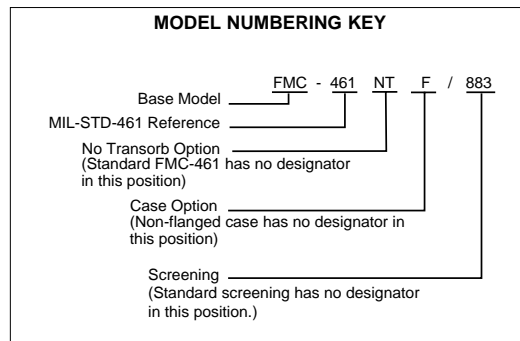 MODEL NUMBERING KEY
FMC - 461 NT F / 883
Base Model
MIL-STD-461 Reference
No Transorb Option
(Standard FMC-461 has no designator
in this position)
Case Option
(Non-flanged case has no designator in
this position)
Screening
(Standard screening has no designator
in this position.)